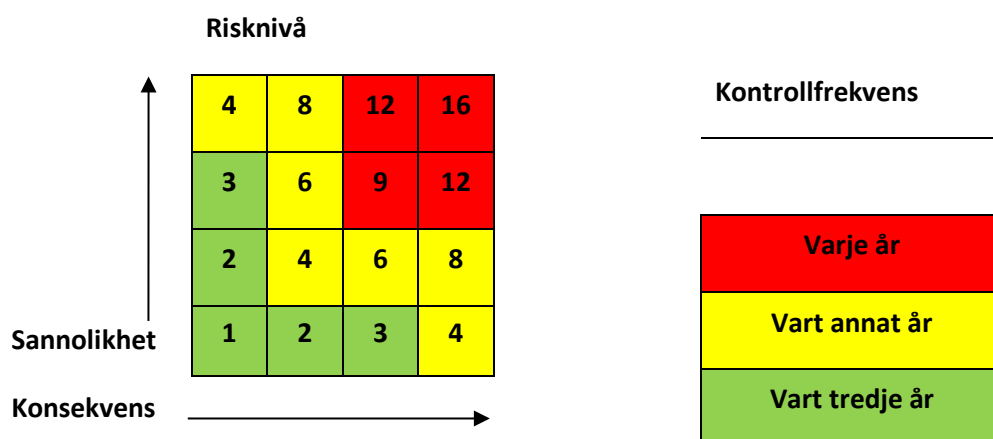 Risknivå
4 8 12 16
3 6 9 12
2 4 6 8
1 2 3 4
Sannolikhet
Konsekvens
Kontrollfrekvens
Varje år
Vart annat år
Vart tredje år